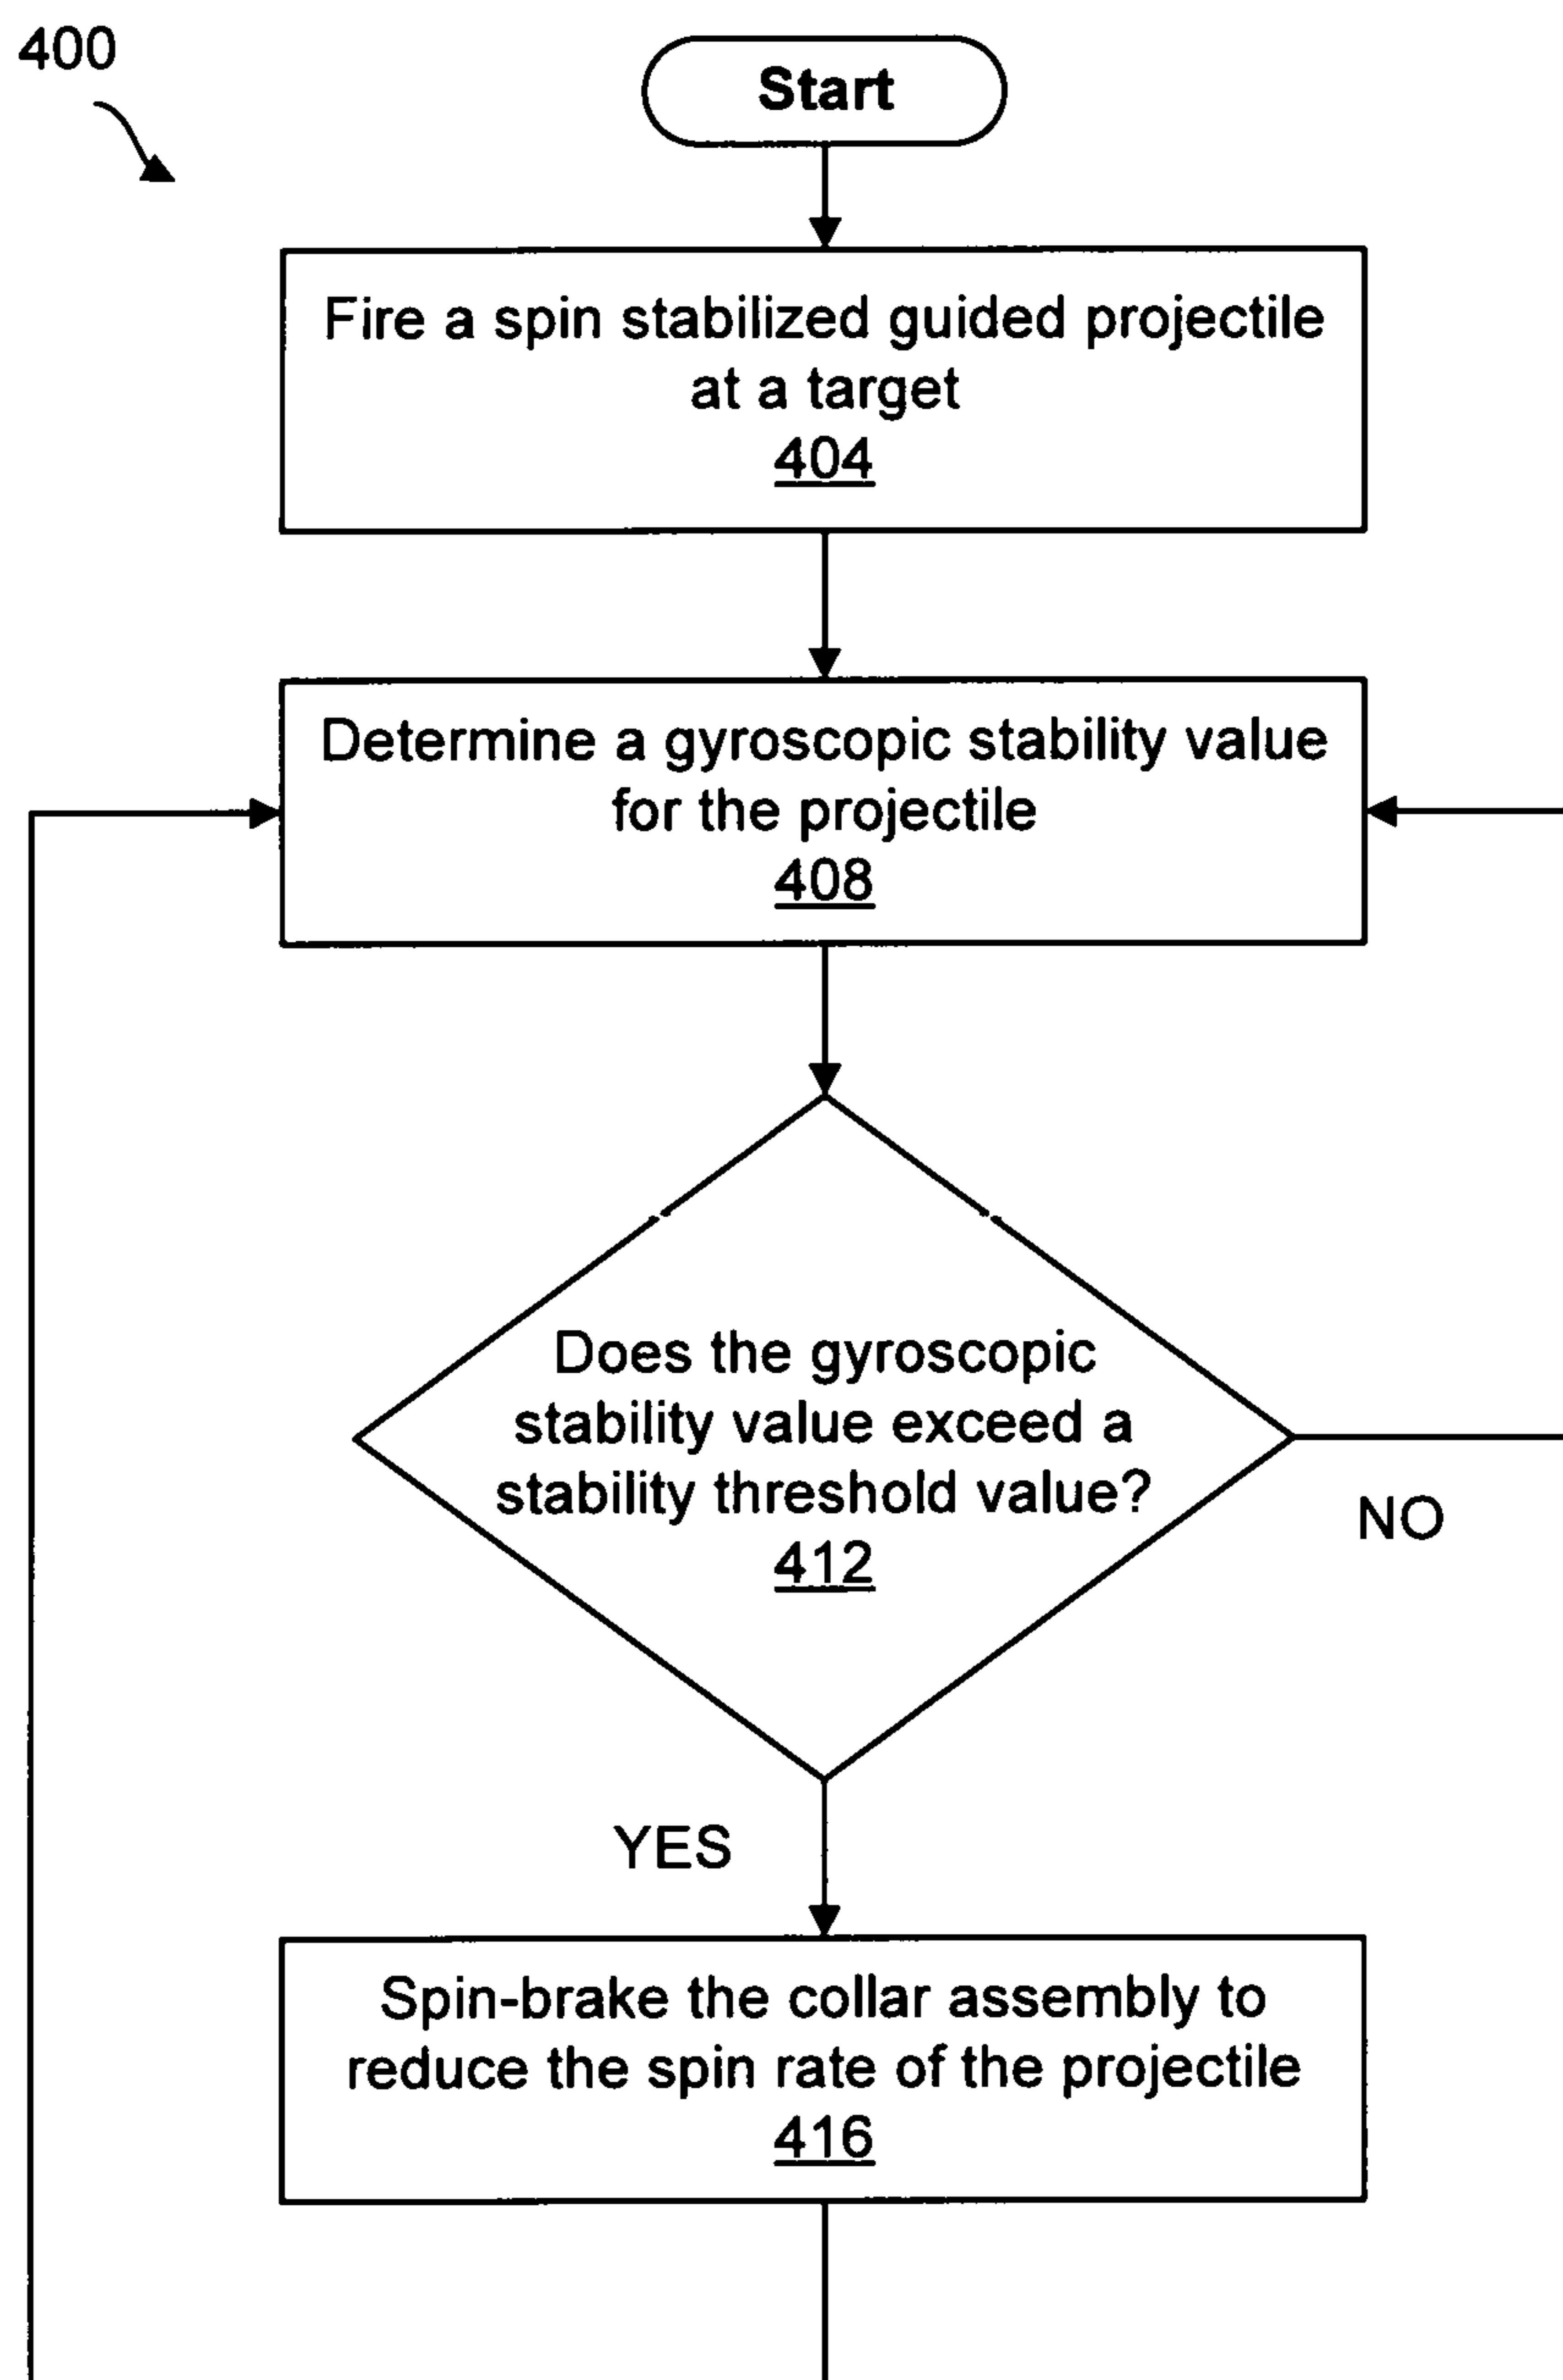 400
Start
Fire a spin stabilized guided projectile
at a target
404
Determine a gyroscopic stability value
for the projectile
408
Does the gyroscopic
stability value exceed a
stability threshold value?
412
NO
YES
Spin-brake the collar assembly to
reduce the spin rate of the projectile
416